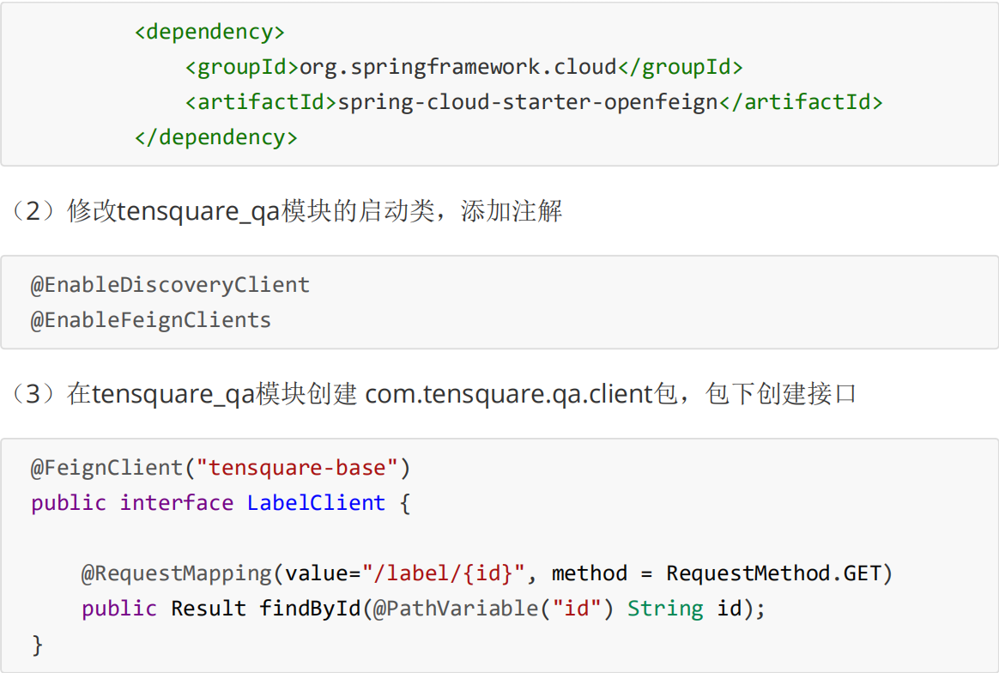 <dependency>
<groupId>org.springframework.cloud</groupId>
<artifactId>spring-cloud-starter-openfeign</artifactId>
</dependency>
（2）修改tensquare_qa模块的启动类，添加注解
@EnableDiscoveryClient
@EnableFeignClients
（3）在tensquare_qa模块创建 com.tensquare.qa.client包，包下创建接口
@FeignClient("tensquare-base")
public interface LabelClient {
@RequestMapping(value="/label/{id}", method = RequestMethod.GET)
public Result findById(@PathVariable("id") String id);
}